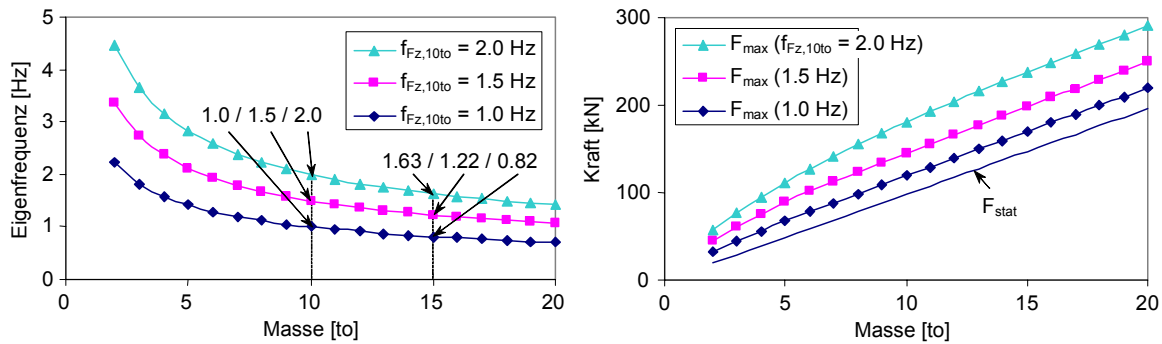 Eigenfrequenz [Hz]
5
4
3
2
1
0
f_Fz,10to = 2.0 Hz
f_Fz,10to = 1.5 Hz
f_Fz,10to = 1.0 Hz
1.0 / 1.5 / 2.0
1.63 / 1.22 / 0.82
0 5 10 15 20
Masse [to]
Kraft [kN]
300
200
100
0
F_max (f_Fz,10to = 2.0 Hz)
F_max (1.5 Hz)
F_max (1.0 Hz)
F_stat
0 5 10 15 20
Masse [to]